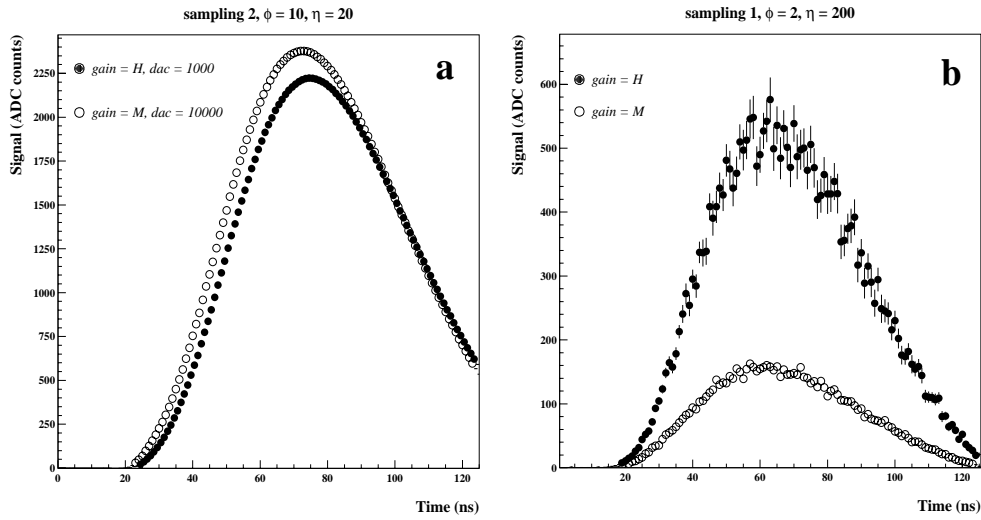 sampling 2, ϕ = 10, η = 20
a
gain = H, dac = 1000
gain = M, dac = 10000
Signal (ADC counts)
2250
2000
1750
1500
1250
1000
750
500
250
0
0 20 40 60 80 100 120
Time (ns)
sampling 1, ϕ = 2, η = 200
b
gain = H
gain = M
Signal (ADC counts)
600
500
400
300
200
100
0
20 40 60 80 100 120
Time (ns)